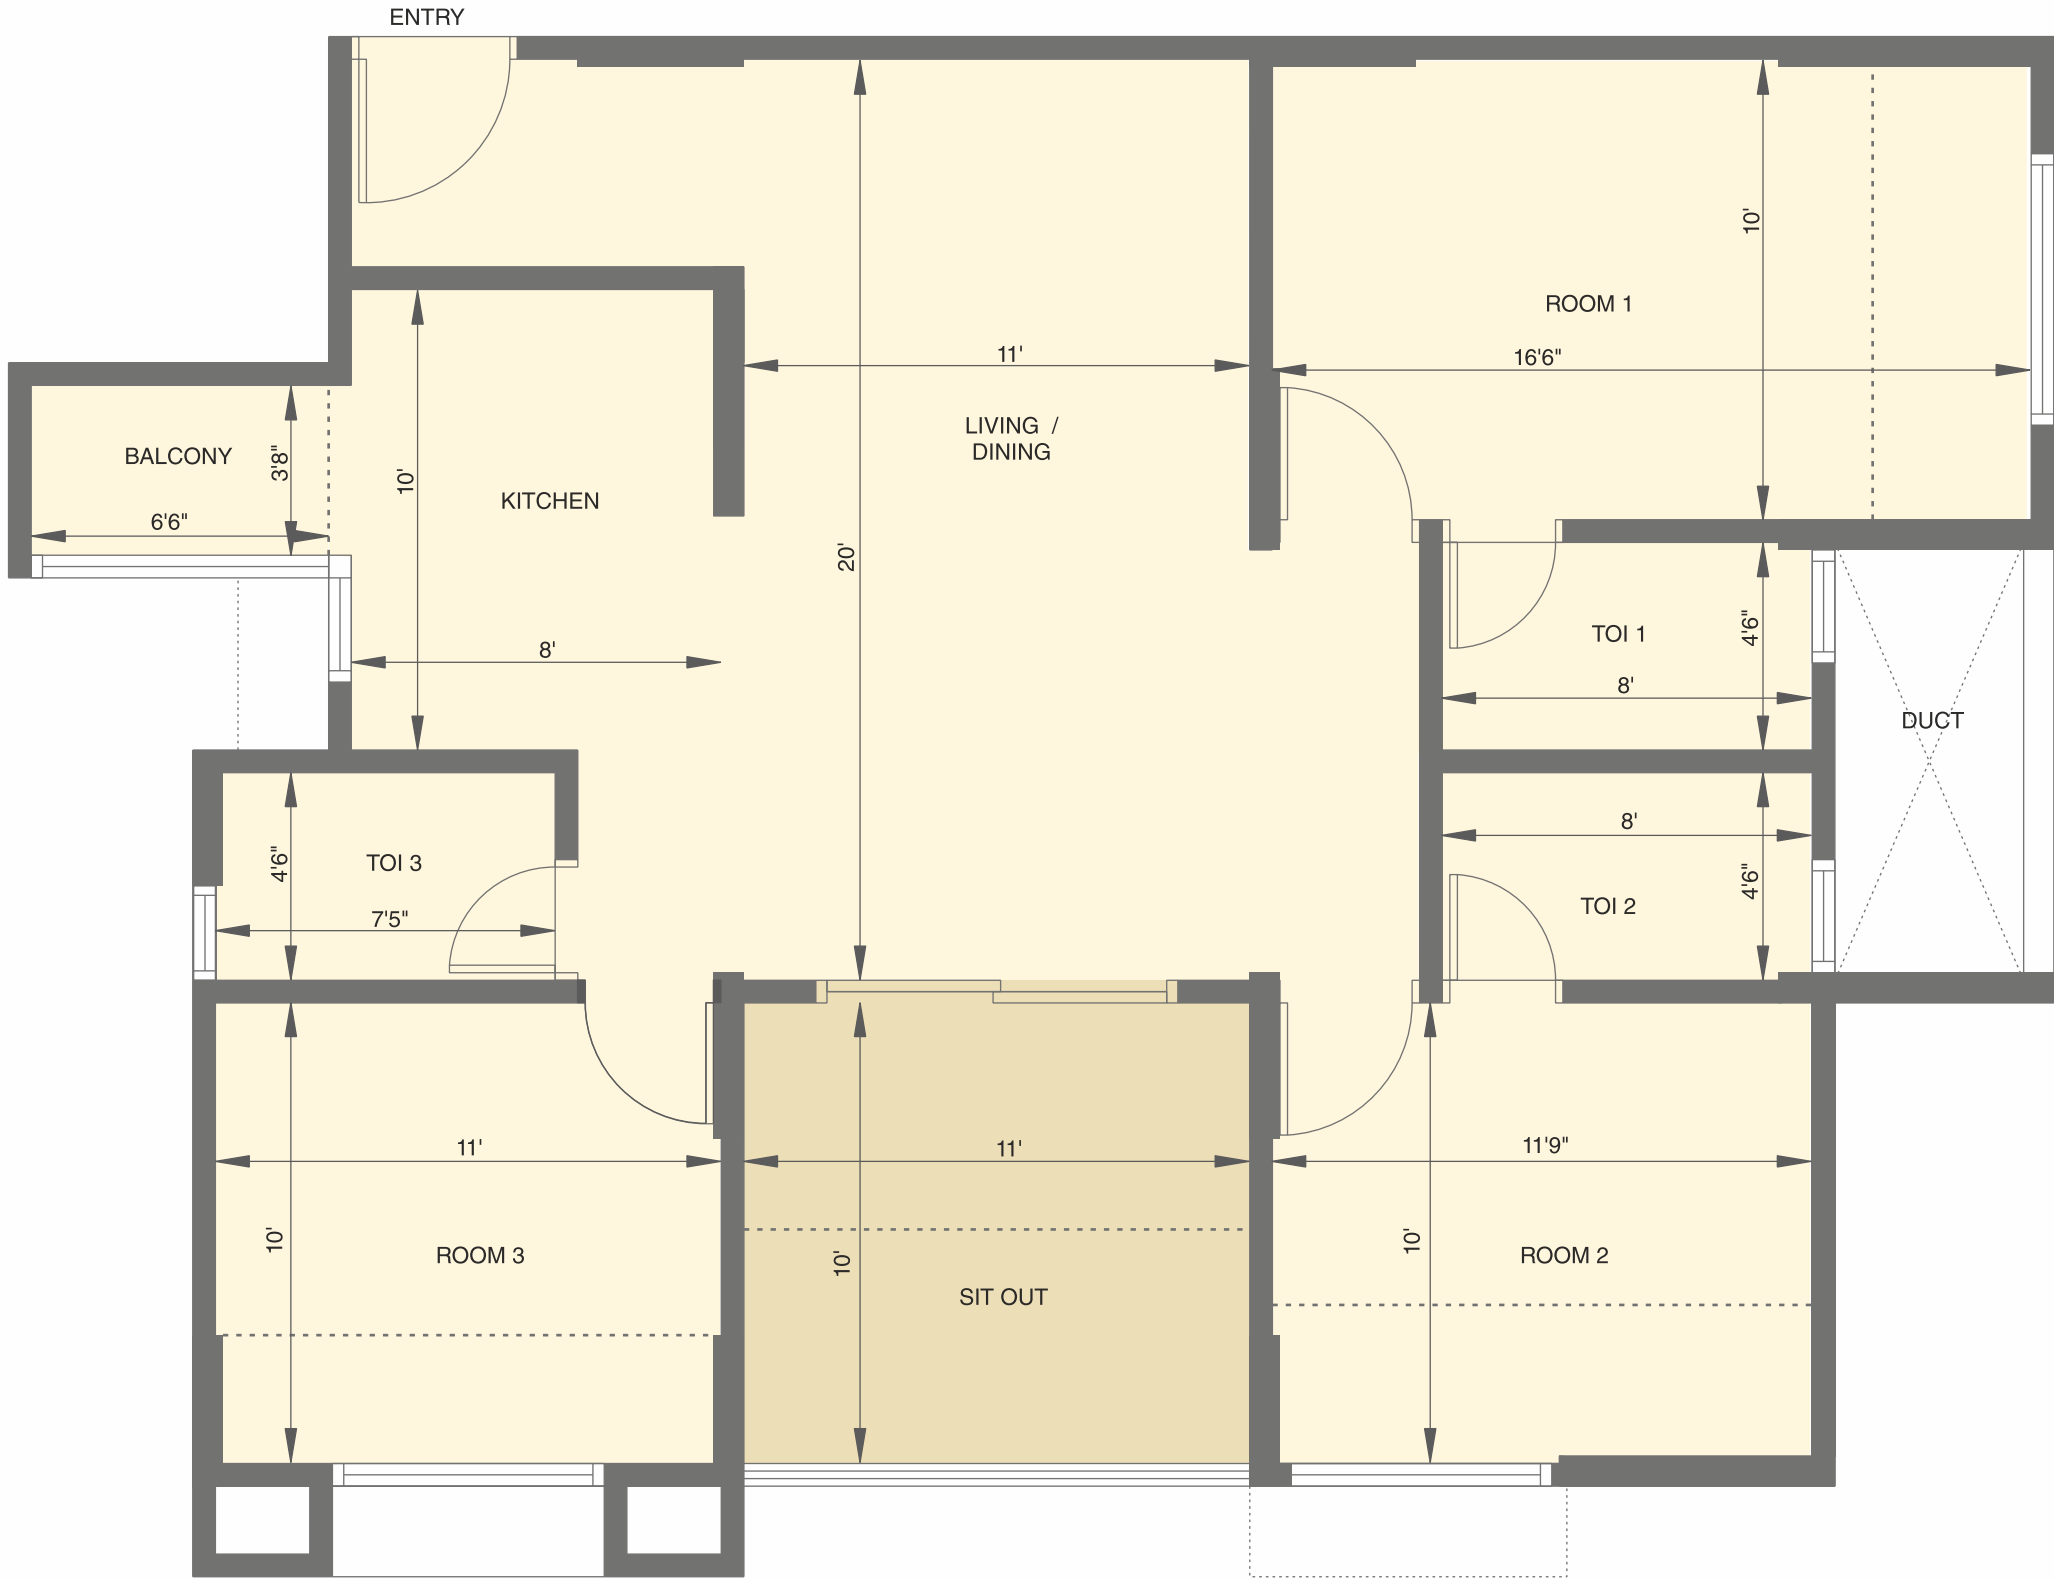 ENTRY
10'
ROOM 1
11'
16'6"
LIVING /
DINING
BALCONY
3'8"
10'
KITCHEN
6'6"
20'
TOI 1
4'6"
8'
8'
DUCT
8'
TOI 3
4'6"
7'5"
TOI 2
4'6"
11'
11'
11'9"
10'
ROOM 3
10'
SIT OUT
10'
ROOM 2